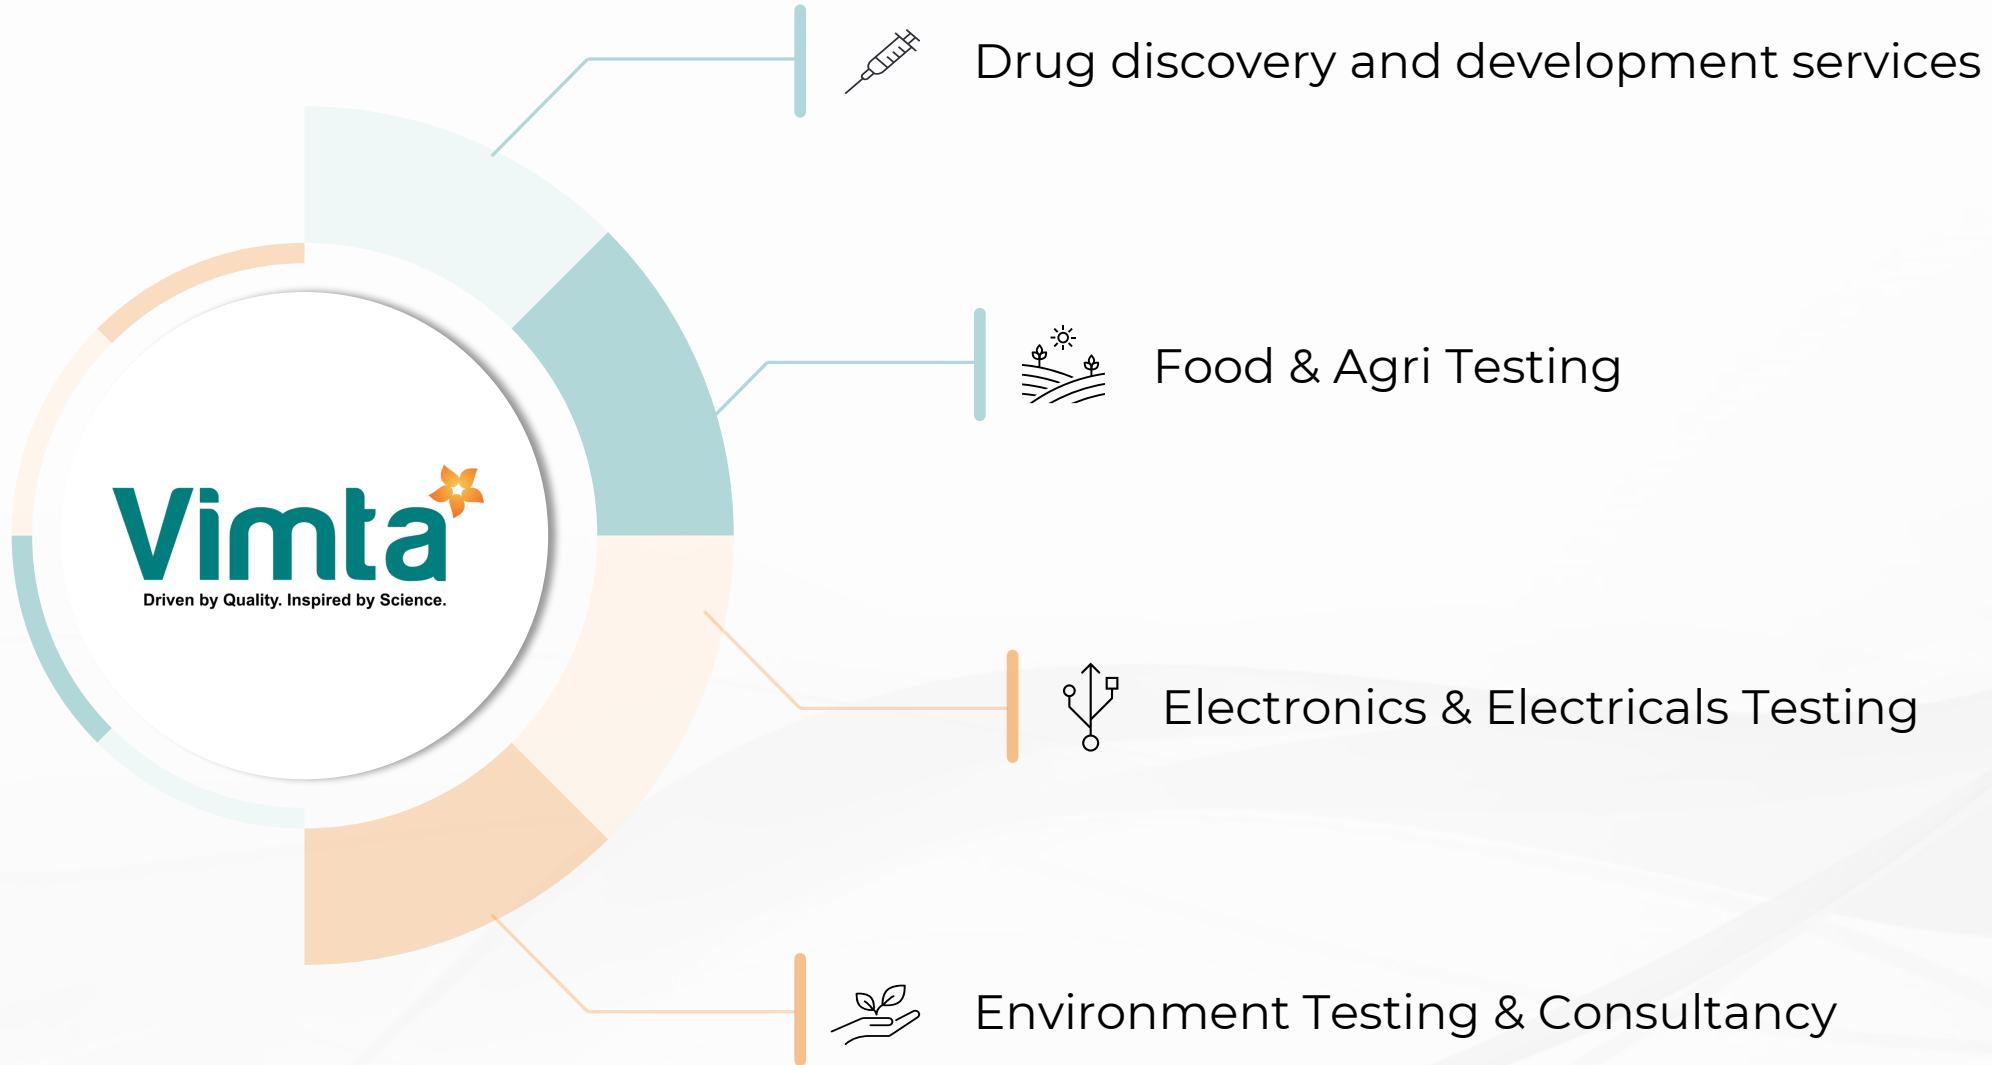 Drug discovery and development services
Food & Agri Testing
Vimta
Driven by Quality. Inspired by Science.
Electronics & Electricals Testing
Environment Testing & Consultancy